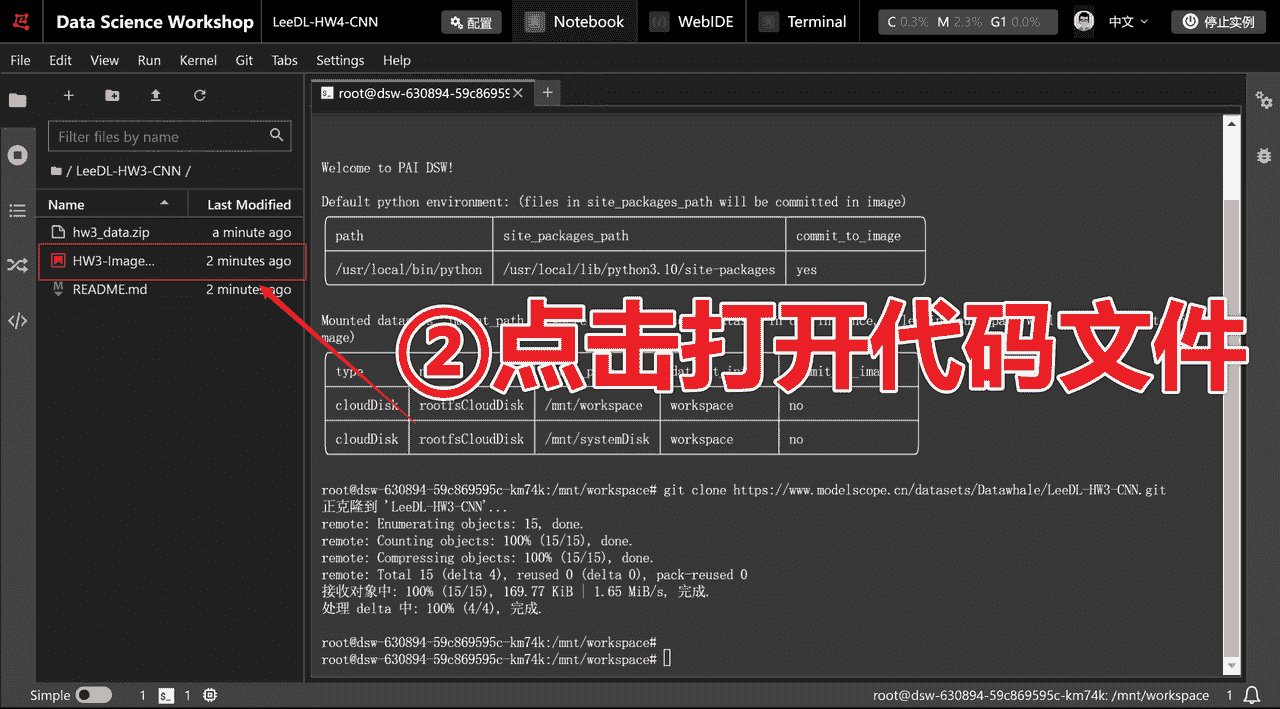 Data Science Workshop LeeDL-HW4-CNN 配置 Notebook WebIDE Terminal C 0.3% M 2.3% G1 0.0% 中文 停止实例
File Edit View Run Kernel Git Tabs Settings Help
root@dsw-630894-59c86959
Filter files by name
/ LeeDL-HW3-CNN /
Name Last Modified
hw3_data.zip a minute ago
HW3-Image... 2 minutes ago
README.md 2 minutes ago
Welcome to PAI DSW!
Default python environment: (files in site_packages_path will be committed in image)
path site_packages_path commit_to_image
/usr/local/bin/python /usr/local/lib/python3.10/site-packages yes
Mounted
mage)
②点击打开代码文件
type
cloudDisk rootfsCloudDisk /mnt/workspace workspace no
cloudDisk rootfsCloudDisk /mnt/systemDisk workspace no
root@dsw-630894-59c869595c-km74k:/mnt/workspace# git clone https://www.modelscope.cn/datasets/Datawhale/LeeDL-HW3-CNN.git
正克隆到 'LeeDL-HW3-CNN'...
remote: Enumerating objects: 15, done.
remote: Counting objects: 100% (15/15), done.
remote: Compressing objects: 100% (15/15), done.
remote: Total 15 (delta 4), reused 0 (delta 0), pack-reused 0
接收对象中: 100% (15/15), 169.77 KiB | 1.65 MiB/s, 完成.
处理 delta 中: 100% (4/4), 完成.
root@dsw-630894-59c869595c-km74k:/mnt/workspace#
root@dsw-630894-59c869595c-km74k:/mnt/workspace#
Simple 1 1 root@dsw-630894-59c869595c-km74k: /mnt/workspace 1